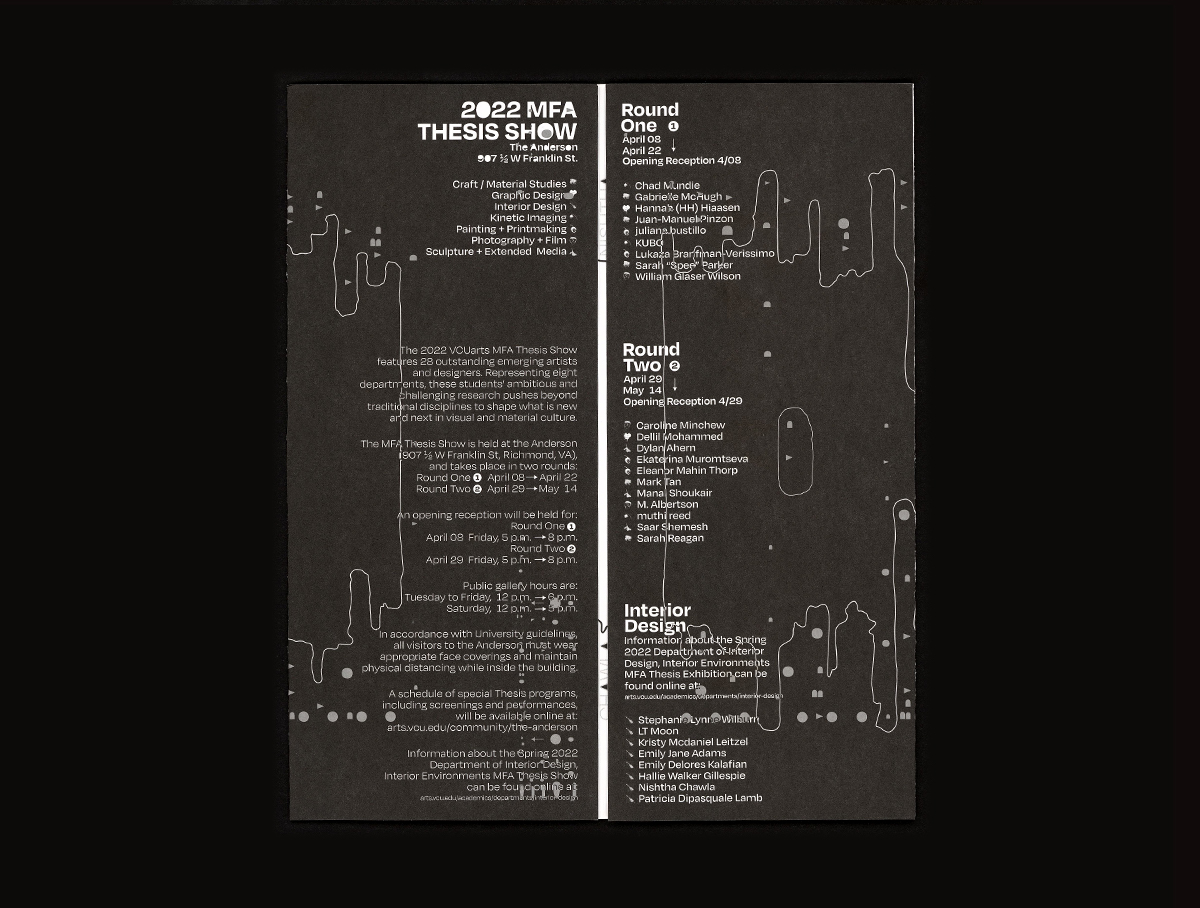 2022 MFA
THESIS SHOW
The Anderson
907 ½ W Franklin St.
Craft / Material Studies
Graphic Design
Interior Design
Kinetic Imaging
Painting + Printmaking
Photography + Film
Sculpture + Extended Media
The 2022 VCUarts MFA Thesis Show
features 28 outstanding emerging artists
and designers. Representing eight
departments, these students' ambitious and
challenging research pushes beyond
traditional disciplines to shape what is new
and next in visual and material culture.
The MFA Thesis Show is held at the Anderson
(907 ½ W Franklin St, Richmond, VA),
and takes place in two rounds:
Round One 1 April 08→April 22
Round Two 2 April 29→May 14
An opening reception will be held for:
Round One 1
April 08 Friday, 5 p.m. → 8 p.m.
Round Two 2
April 29 Friday, 5 p.m. → 8 p.m.
Public gallery hours are:
Tuesday to Friday, 12 p.m. → 6 p.m.
Saturday, 12 p.m. → 5 p.m.
In accordance with University guidelines,
all visitors to the Anderson must wear
appropriate face coverings and maintain
physical distancing while inside the building.
A schedule of special Thesis programs,
including screenings and performances,
will be available online at:
arts.vcu.edu/community/the-anderson
Information about the Spring 2022
Department of Interior Design,
Interior Environments MFA Thesis Show
can be found online at:
arts.vcu.edu/academics/departments/interior-design
Round
One 1
April 08
April 22 ↓
Opening Reception 4/08
Chad Mundie
Gabrielle McHugh
Hannah (HH) Hiaasen
Juan-Manuel Pinzon
juliana bustillo
KUBO
Lukaza Branfman-Verissimo
Sarah "Spee" Parker
William Glaser Wilson
Round
Two 2
April 29
May 14 ↓
Opening Reception 4/29
Caroline Minchew
Dellil Mohammed
Dylan Ahern
Ekaterina Muromtseva
Eleanor Mahin Thorp
Mark Tan
Mana Shoukair
M. Albertson
muthi reed
Saar Shemesh
Sarah Reagan
Interior
Design
Information about the Spring
2022 Department of Interior
Design, Interior Environments
MFA Thesis Exhibition can be
found online at:
arts.vcu.edu/academics/departments/interior-design
Stephanie Lynne Wilburn
LT Moon
Kristy Mcdaniel Leitzel
Emily Jane Adams
Emily Delores Kalafian
Hallie Walker Gillespie
Nishtha Chawla
Patricia Dipasquale Lamb